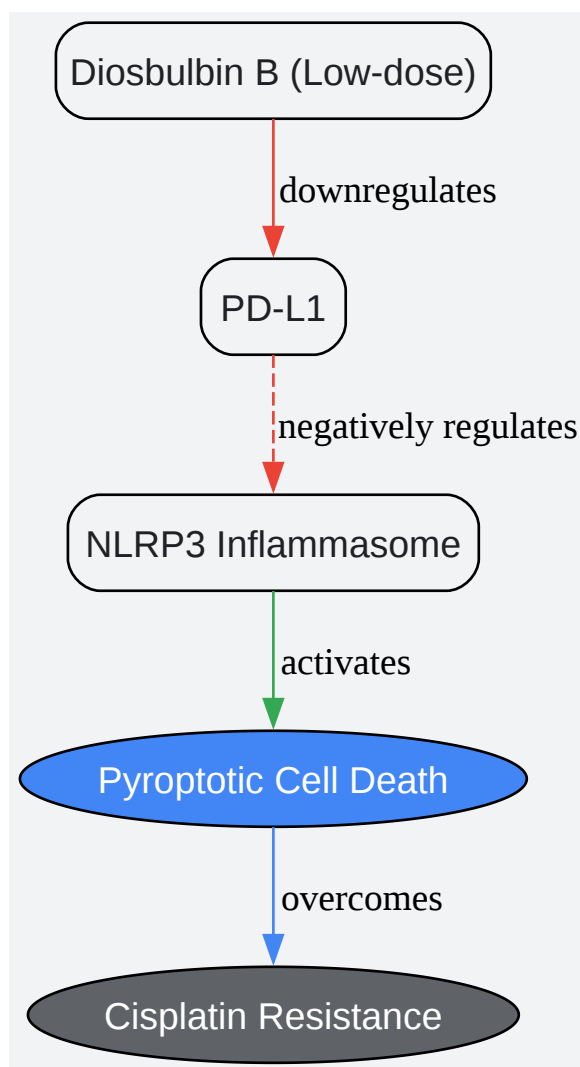 Diosbulbin B (Low-dose)
downregulates
PD-L1
negatively regulates
NLRP3 Inflammasome
activates
Pyroptotic Cell Death
overcomes
Cisplatin Resistance